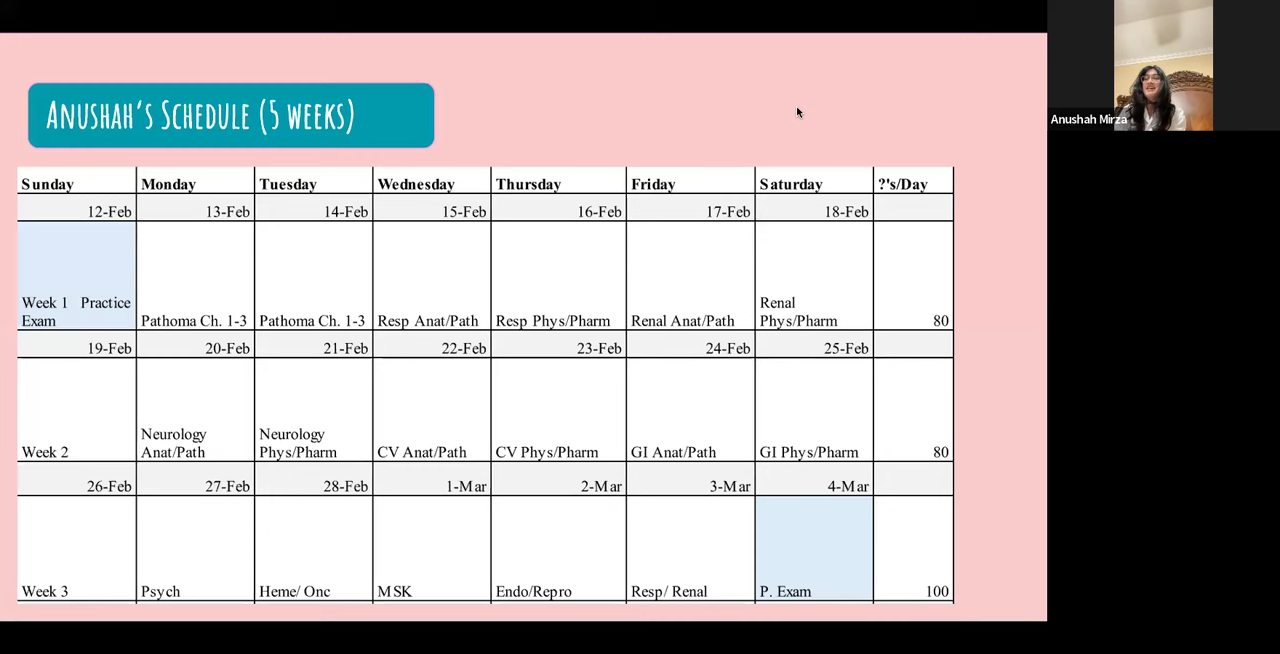 Anushah's Schedule (5 weeks)
Anushah Mirza
Sunday Monday Tuesday Wednesday Thursday Friday Saturday ?'s/Day
12-Feb 13-Feb 14-Feb 15-Feb 16-Feb 17-Feb 18-Feb
Week 1 Practice Exam Pathoma Ch. 1-3 Pathoma Ch. 1-3 Resp Anat/Path Resp Phys/Pharm Renal Anat/Path Renal Phys/Pharm 80
19-Feb 20-Feb 21-Feb 22-Feb 23-Feb 24-Feb 25-Feb
Week 2 Neurology Anat/Path Neurology Phys/Pharm CV Anat/Path CV Phys/Pharm GI Anat/Path GI Phys/Pharm 80
26-Feb 27-Feb 28-Feb 1-Mar 2-Mar 3-Mar 4-Mar
Week 3 Psych Heme/ Onc MSK Endo/Repro Resp/ Renal P. Exam 100